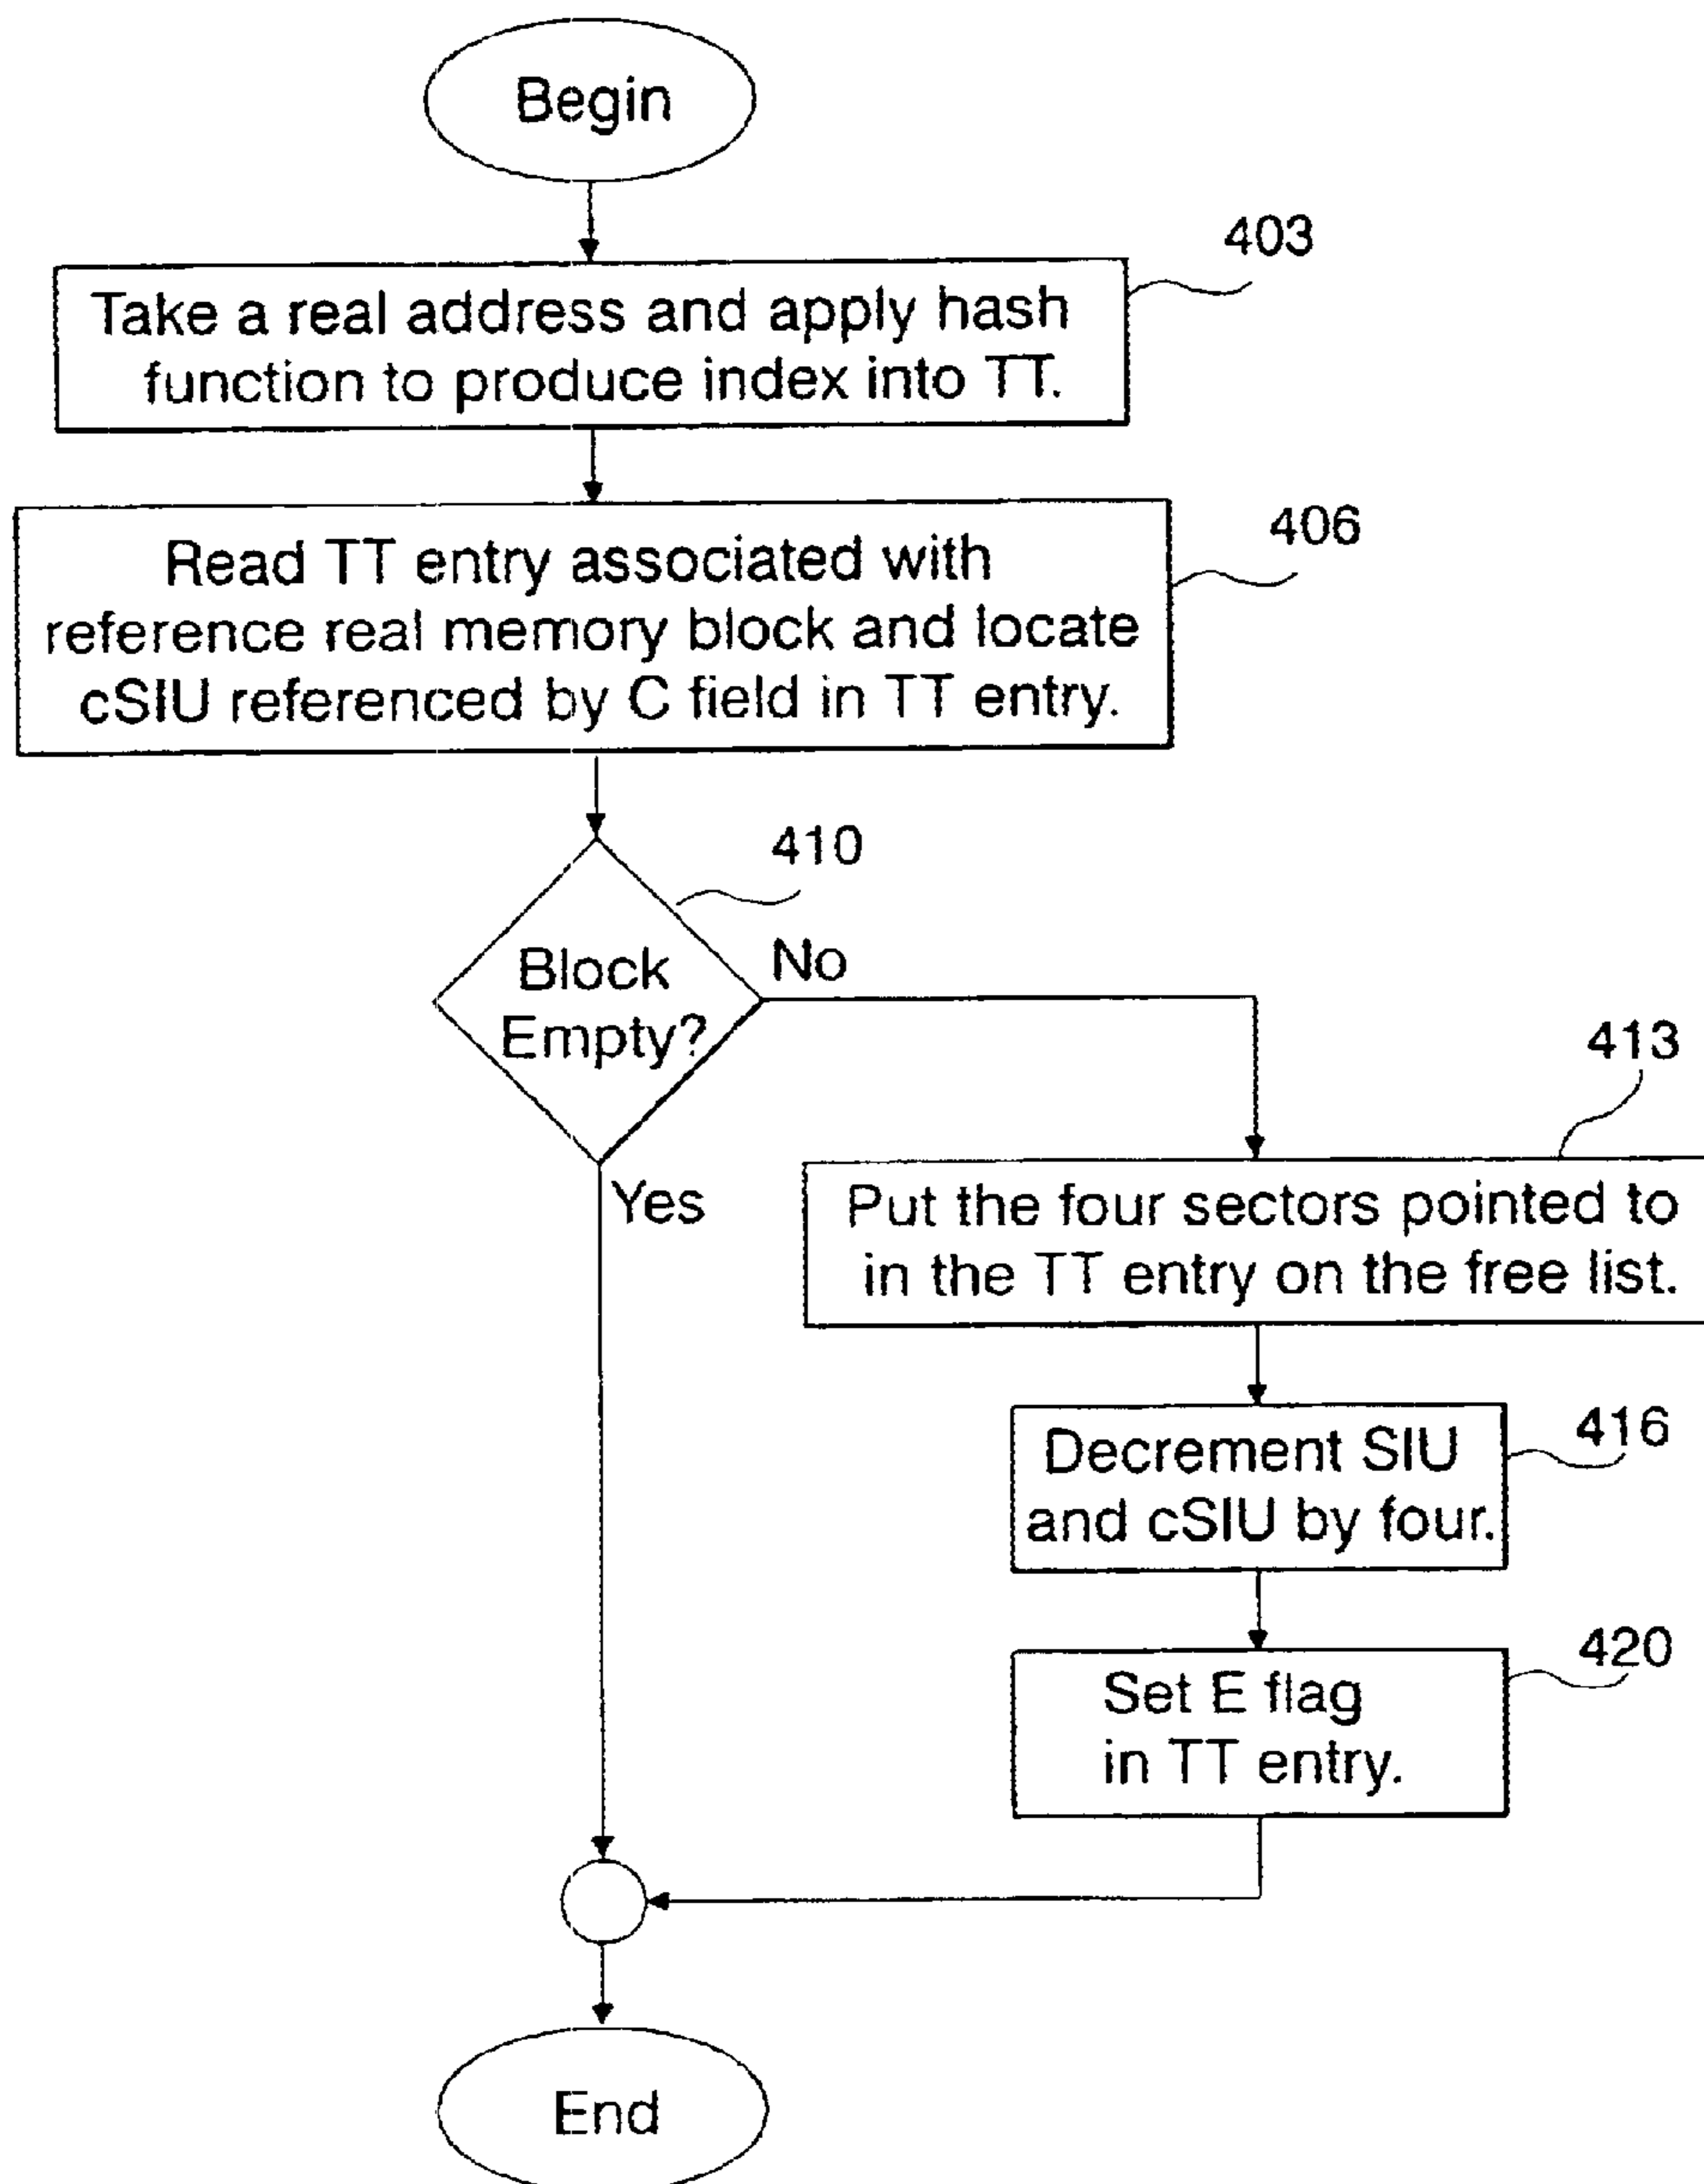 Begin
403
Take a real address and apply hash
function to produce index into TT.
406
Read TT entry associated with
reference real memory block and locate
cSIU referenced by C field in TT entry.
410
Block
Empty?
No
Yes
413
Put the four sectors pointed to
in the TT entry on the free list.
416
Decrement SIU
and cSIU by four.
420
Set E flag
in TT entry.
End